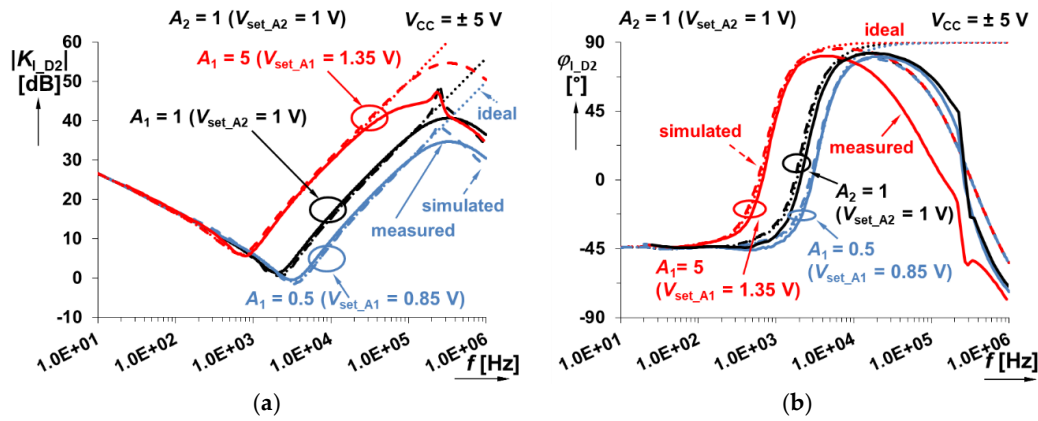 A2 = 1 (Vset_A2 = 1 V)
VCC = ± 5 V
|KI_D2|
[dB]
60
50
40
30
20
10
0
-10
A1 = 5 (Vset_A1 = 1.35 V)
A1 = 1 (Vset_A2 = 1 V)
ideal
simulated
measured
A1 = 0.5 (Vset_A1 = 0.85 V)
1.0E+01
1.0E+02
1.0E+03
1.0E+04
1.0E+05
1.0E+06
f [Hz]
(a)
A2 = 1 (Vset_A2 = 1 V)
VCC = ± 5 V
φI_D2
[°]
90
45
0
-45
-90
ideal
simulated
measured
A2 = 1
(Vset_A2 = 1 V)
A1 = 0.5
(Vset_A1 = 0.85 V)
A1 = 5
(Vset_A1 = 1.35 V)
1.0E+01
1.0E+02
1.0E+03
1.0E+04
1.0E+05
1.0E+06
f [Hz]
(b)